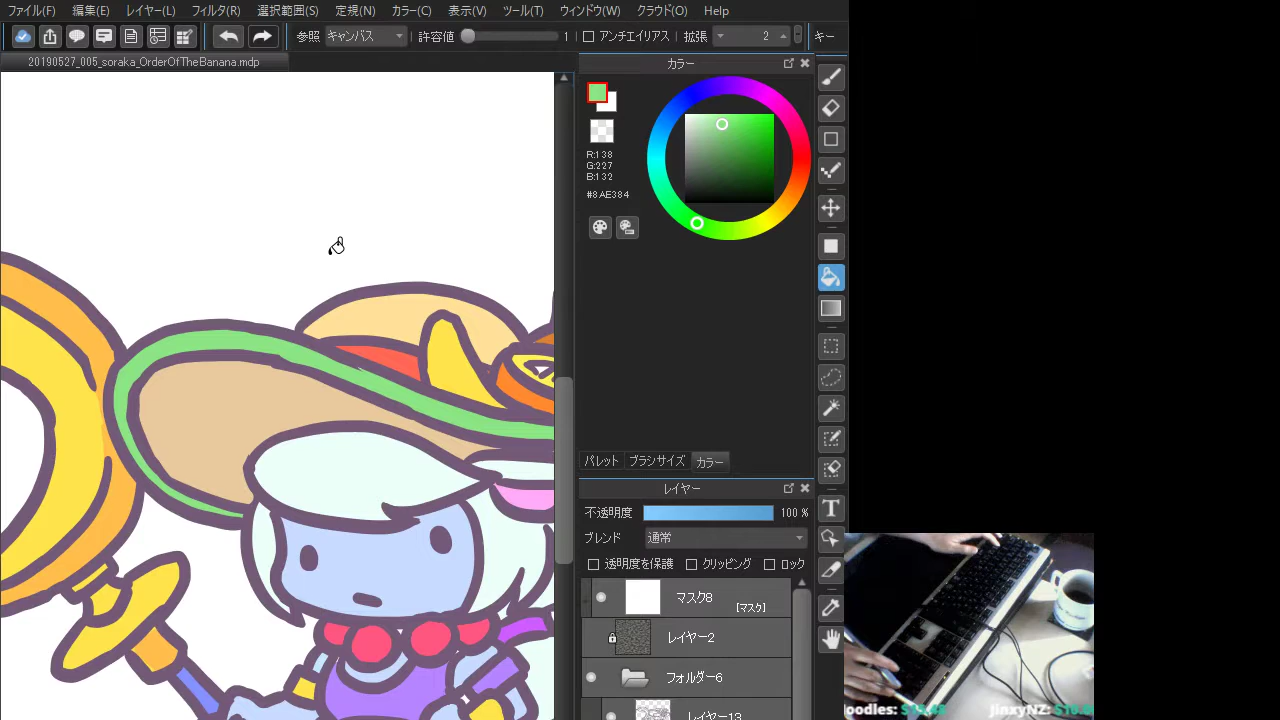 ファイル(F) 編集(E) レイヤー(L) フィルタ(R) 選択範囲(S) 定規(N) カラー(C) 表示(V) ツール(T) ウィンドウ(W) クラウド(O) Help
参照 キャンバス 許容値 1 アンチエイリアス 拡張 2 キー
20190527_005_soraka_OrderOfTheBanana.mdp
カラー
R:138
G:227
B:132
#8AE384
パレット ブラシサイズ カラー
レイヤー
不透明度 100 %
ブレンド 通常
透明度を保護 クリッピング ロック
マスク8
[マスク]
レイヤー2
フォルダー6
レイヤー13
T
JinxyNZ: